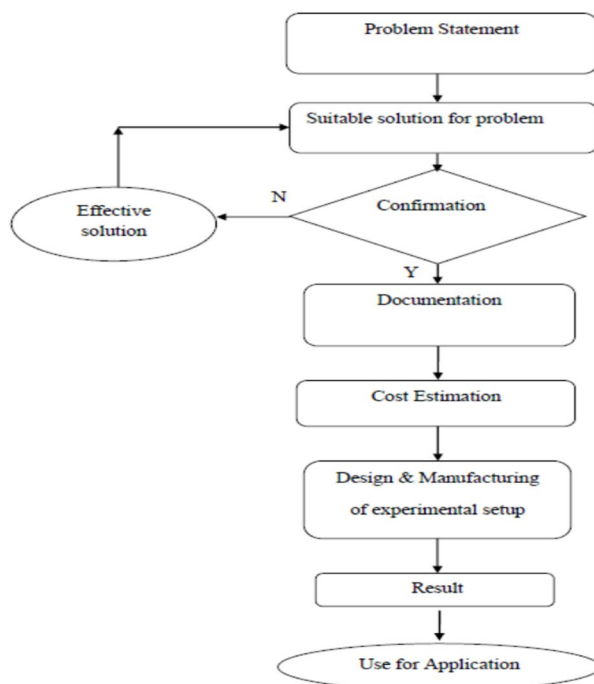 Problem Statement
Suitable solution for problem
N
Confirmation
Effective
solution
Y
Documentation
Cost Estimation
Design & Manufacturing
of experimental setup
Result
Use for Application